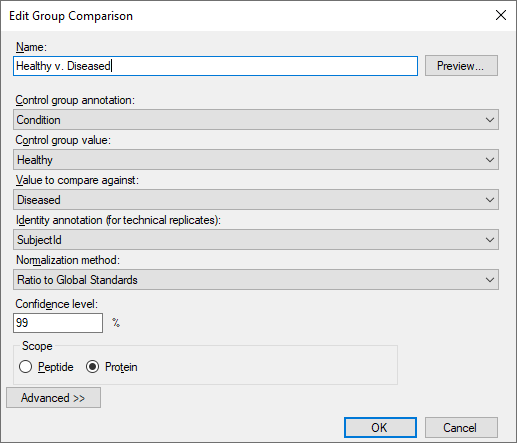 Edit Group Comparison
Name:
Healthy v. Diseased
Preview...
Control group annotation:
Condition
Control group value:
Healthy
Value to compare against:
Diseased
Identity annotation (for technical replicates):
SubjectId
Normalization method:
Ratio to Global Standards
Confidence level:
99 %
Scope
Peptide Protein
Advanced >>
OK Cancel